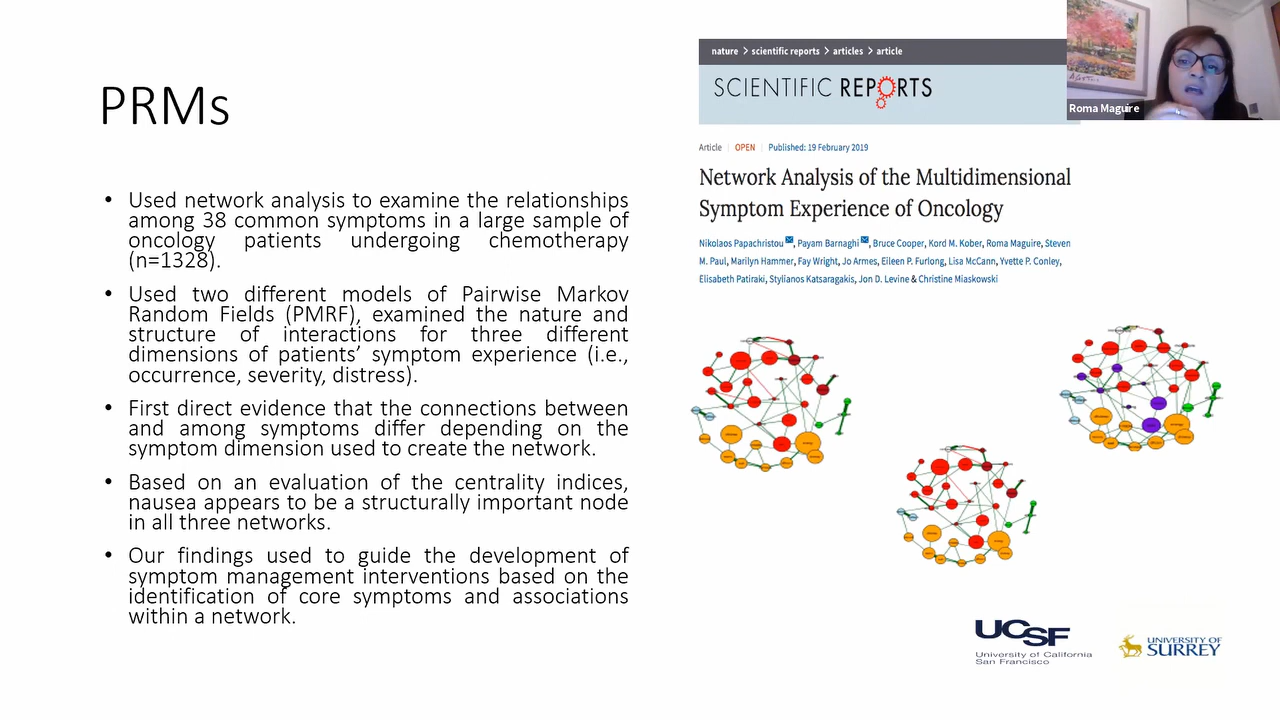 PRMs
• Used network analysis to examine the relationships
among 38 common symptoms in a large sample of
oncology patients undergoing chemotherapy
(n=1328).
• Used two different models of Pairwise Markov
Random Fields (PMRF), examined the nature and
structure of interactions for three different
dimensions of patients’ symptom experience (i.e.,
occurrence, severity, distress).
• First direct evidence that the connections between
and among symptoms differ depending on the
symptom dimension used to create the network.
• Based on an evaluation of the centrality indices,
nausea appears to be a structurally important node
in all three networks.
• Our findings used to guide the development of
symptom management interventions based on the
identification of core symptoms and associations
within a network.
nature > scientific reports > articles > article
SCIENTIFIC REPORTS
Article | OPEN | Published: 19 February 2019
Network Analysis of the Multidimensional
Symptom Experience of Oncology
Nikolaos Papachristou, Payam Barnaghi, Bruce Cooper, Kord M. Kober, Roma Maguire, Steven
M. Paul, Marilyn Hammer, Fay Wright, Jo Armes, Eileen P. Furlong, Lisa McCann, Yvette P. Conley,
Elisabeth Patiraki, Stylianos Katsaragakis, Jon D. Levine & Christine Miaskowski
Roma Maguire
UCSF
University of California
San Francisco
UNIVERSITY OF
SURREY